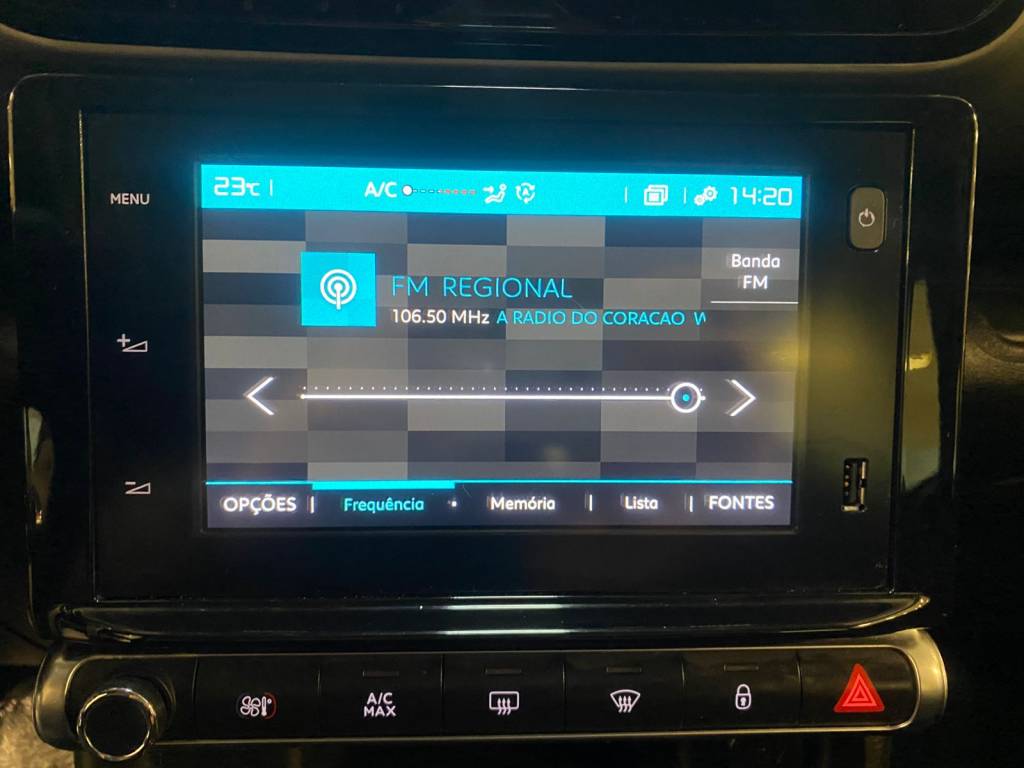 23°C | A/C | | 14:20
MENU
Banda
FM
FM REGIONAL
106.50 MHz A RADIO DO CORACAO
OPÇÕES | Frequência Memória | Lista | FONTES
A/C
MAX